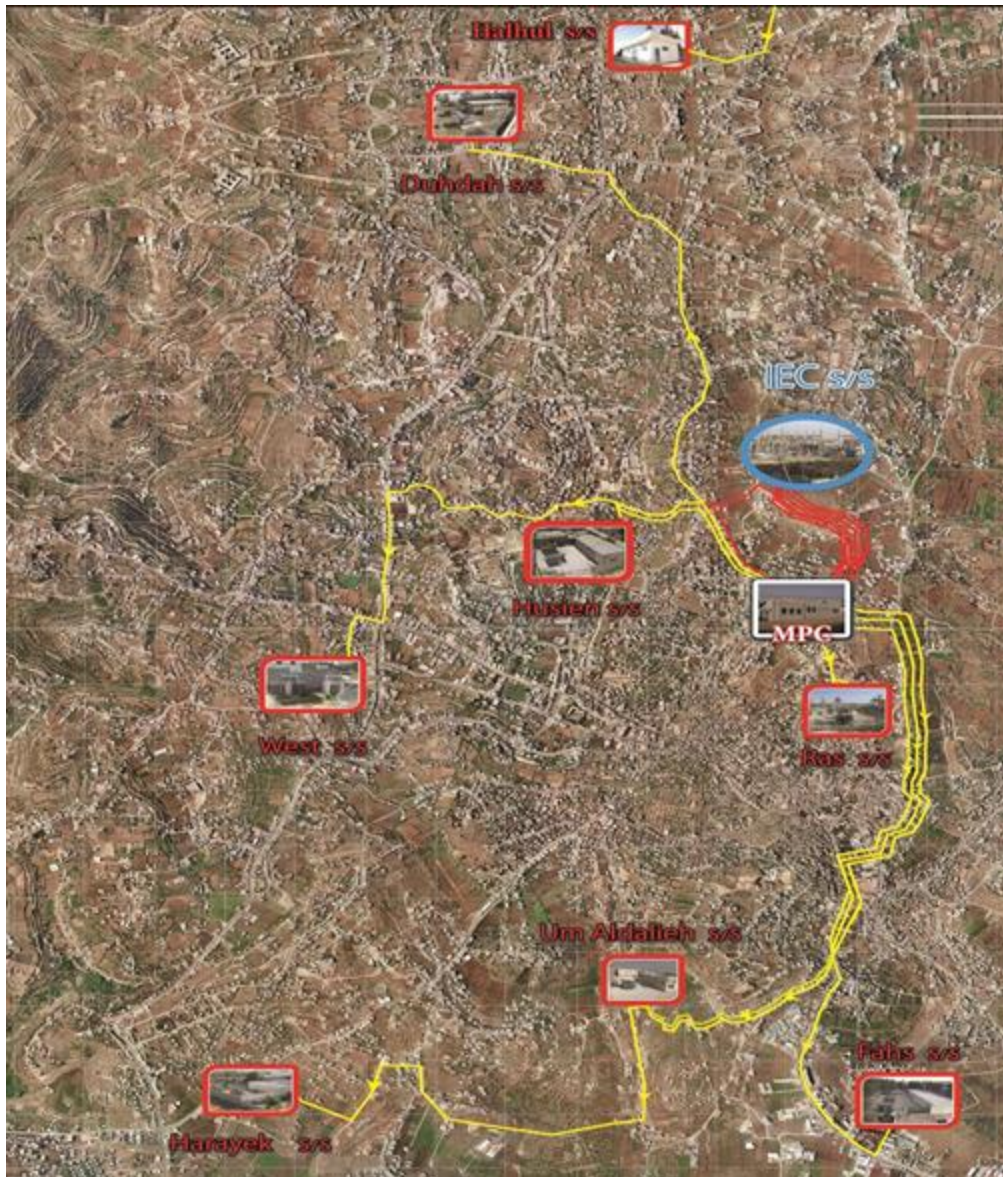 Halhul s/s
Duhdah s/s
IEC s/s
Husien s/s
MPC
West s/s
Ras s/s
Um Aldalieh s/s
Fahs s/s
Harayek s/s